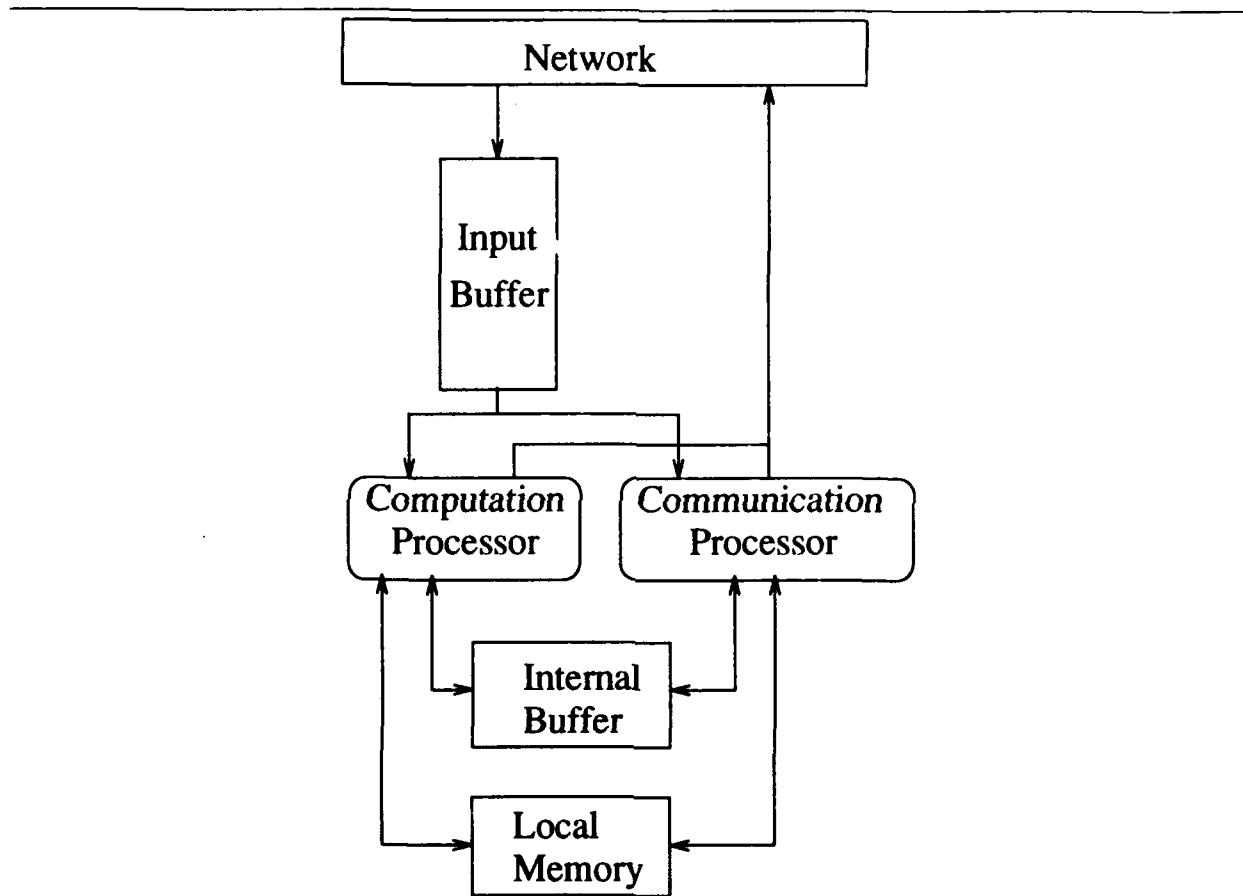 Network
Input
Buffer
Computation
Processor
Communication
Processor
Internal
Buffer
Local
Memory